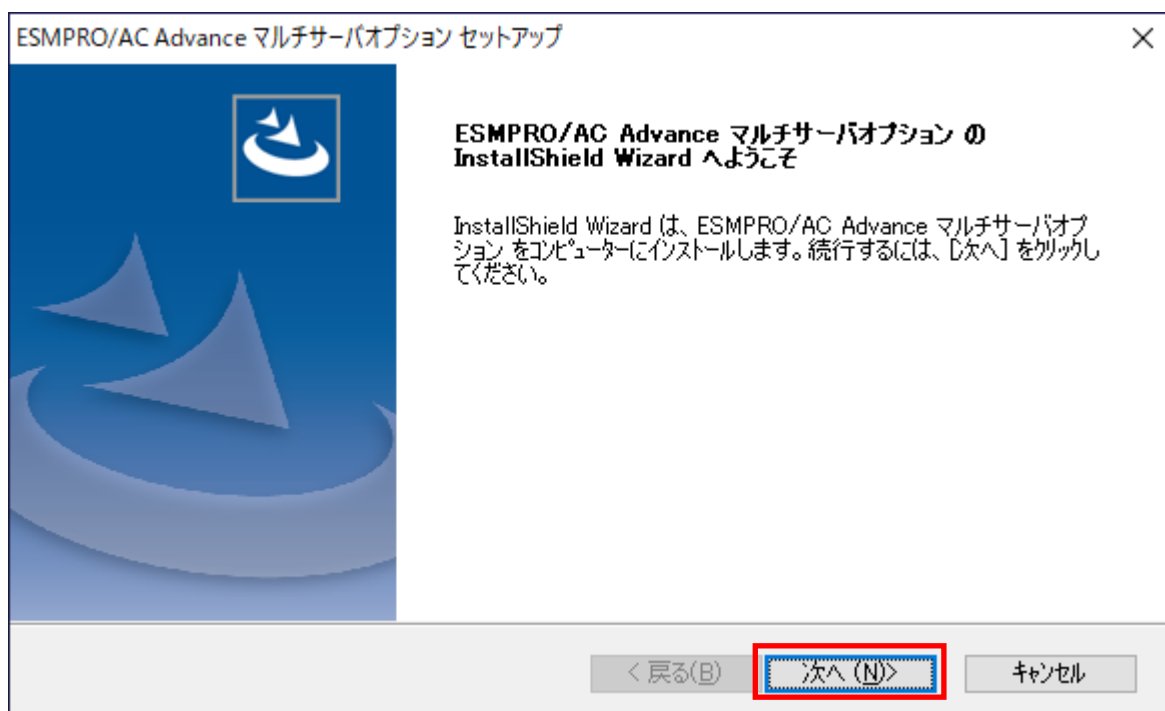 ESMPRO/AC Advance マルチサーバオプション セットアップ
ESMPRO/AC Advance マルチサーバオプション の
InstallShield Wizard へようこそ
InstallShield Wizard は、ESMPRO/AC Advance マルチサーバオプ
ション をコンピューターにインストールします。続行するには、[次へ] をクリックし
てください。
< 戻る(B)
次へ (N)>
キャンセル